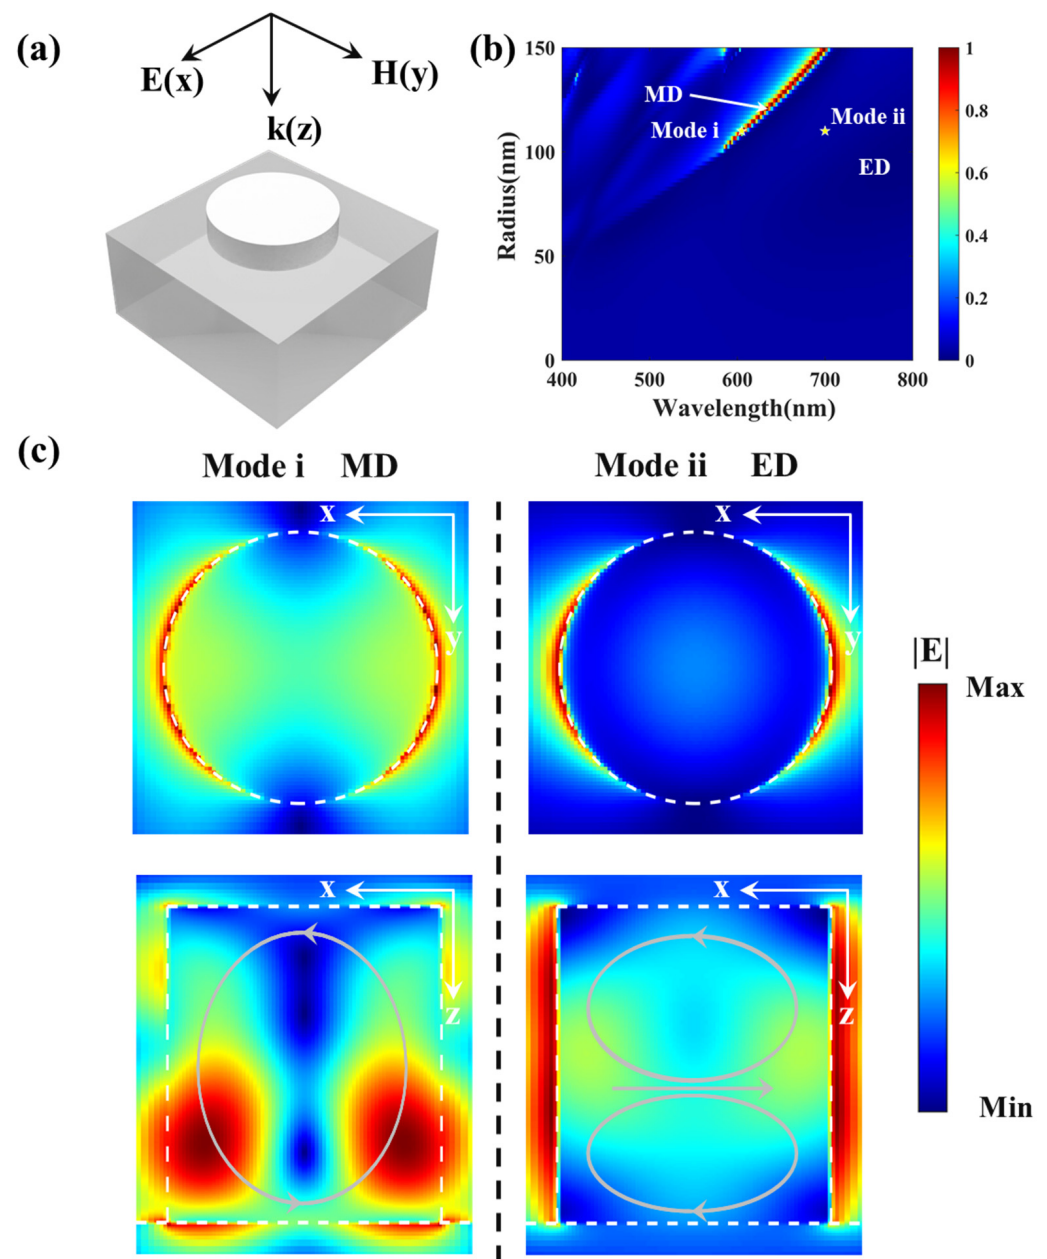 (a)
E(x)
H(y)
k(z)
(b)
150
100
50
0
Radius(nm)
MD
Mode i
Mode ii
ED
400 500 600 700 800
Wavelength(nm)
1
0.8
0.6
0.4
0.2
0
(c)
Mode i MD
Mode ii ED
x
y
x
y
x
z
x
z
|E|
Max
Min